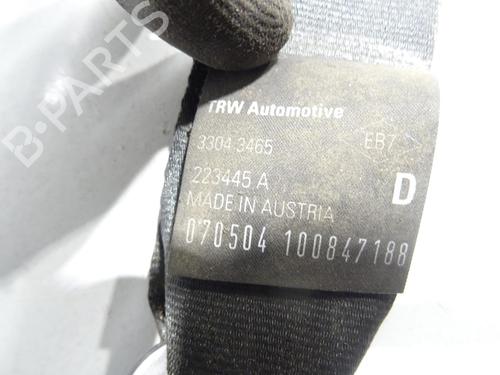 TRW Automotive
3304.3465 EB7
223445 A D
MADE IN AUSTRIA
070504 100847188
B-PARTS